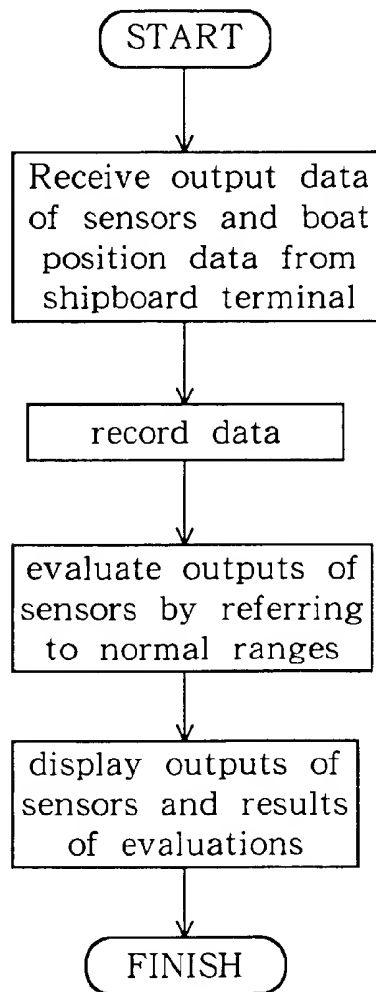 START
Receive output data
of sensors and boat
position data from
shipboard terminal
record data
evaluate outputs of
sensors by referring
to normal ranges
display outputs of
sensors and results
of evaluations
FINISH